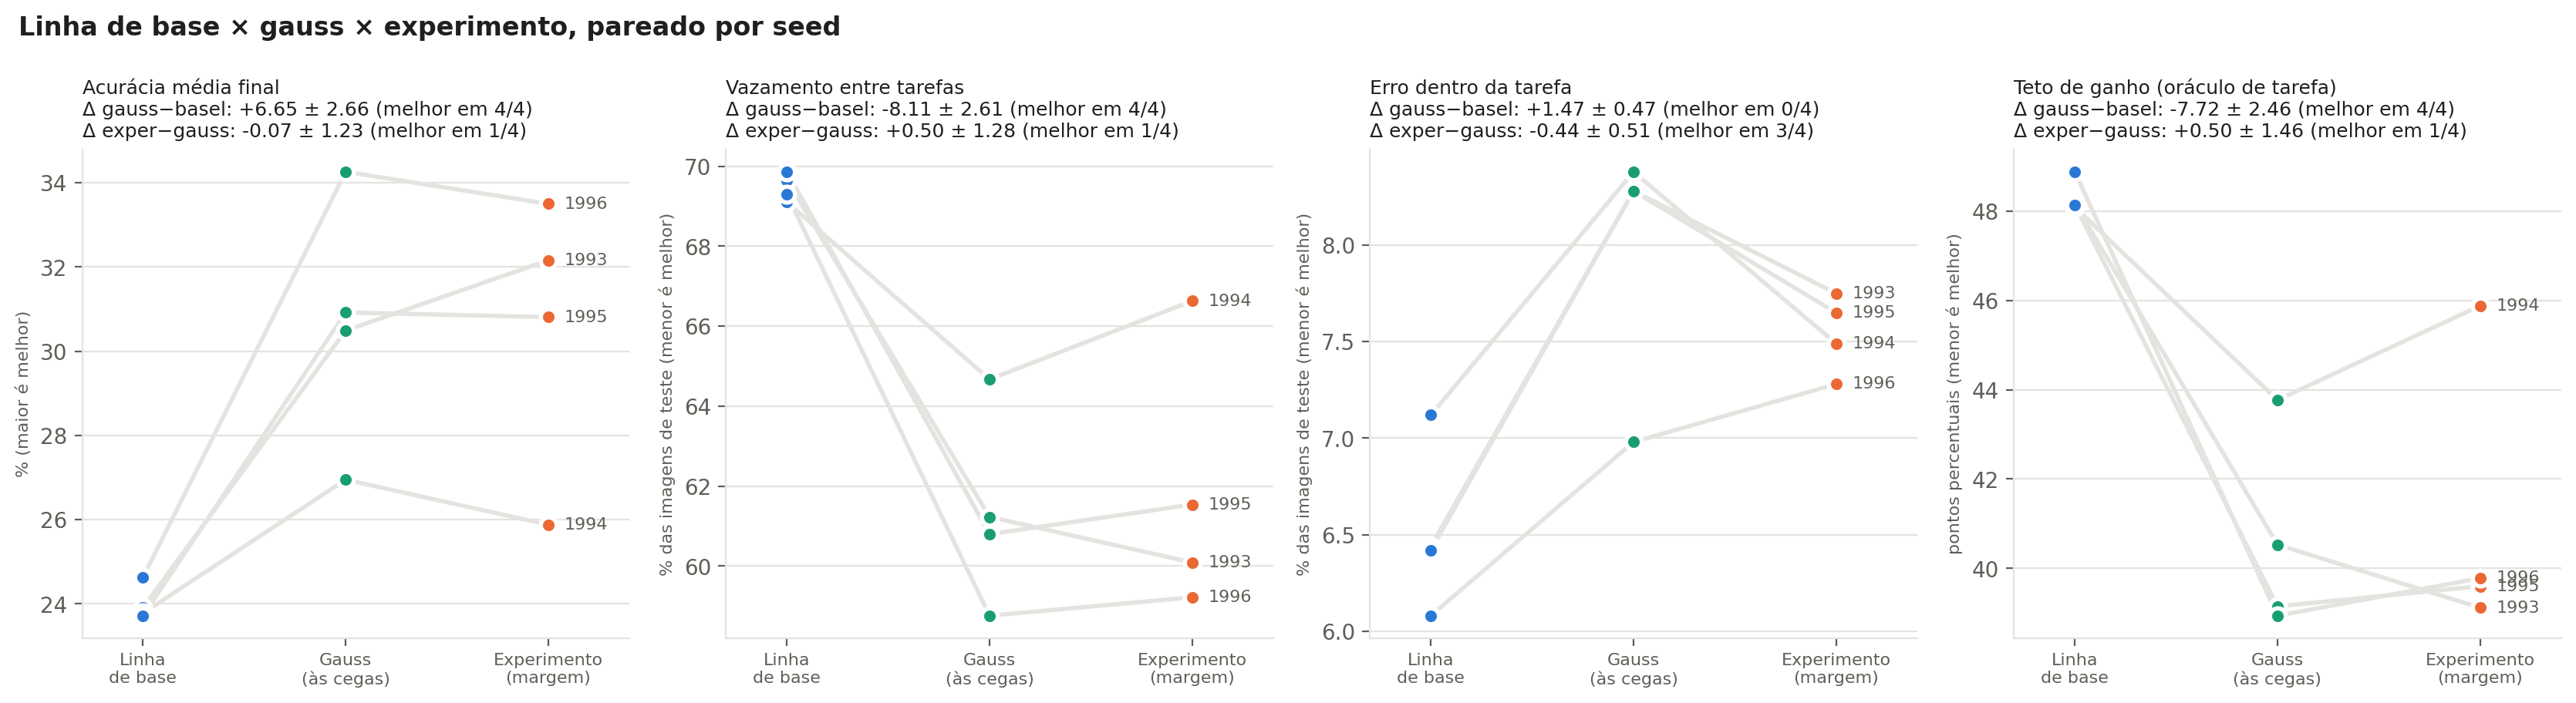 Linha de base × gauss × experimento, pareado por seed
Acurácia média final
Δ gauss−basel: +6.65 ± 2.66 (melhor em 4/4)
Δ exper−gauss: -0.07 ± 1.23 (melhor em 1/4)
% (maior é melhor)
34
32
30
28
26
24
1996
1993
1995
1994
Linha
de base
Gauss
(às cegas)
Experimento
(margem)
Vazamento entre tarefas
Δ gauss−basel: -8.11 ± 2.61 (melhor em 4/4)
Δ exper−gauss: +0.50 ± 1.28 (melhor em 1/4)
% das imagens de teste (menor é melhor)
70
68
66
64
62
60
1994
1995
1993
1996
Linha
de base
Gauss
(às cegas)
Experimento
(margem)
Erro dentro da tarefa
Δ gauss−basel: +1.47 ± 0.47 (melhor em 0/4)
Δ exper−gauss: -0.44 ± 0.51 (melhor em 3/4)
% das imagens de teste (menor é melhor)
8.0
7.5
7.0
6.5
6.0
1993
1995
1994
1996
Linha
de base
Gauss
(às cegas)
Experimento
(margem)
Teto de ganho (oráculo de tarefa)
Δ gauss−basel: -7.72 ± 2.46 (melhor em 4/4)
Δ exper−gauss: +0.50 ± 1.46 (melhor em 1/4)
pontos percentuais (menor é melhor)
48
46
44
42
40
1994
1996
1995
1993
Linha
de base
Gauss
(às cegas)
Experimento
(margem)